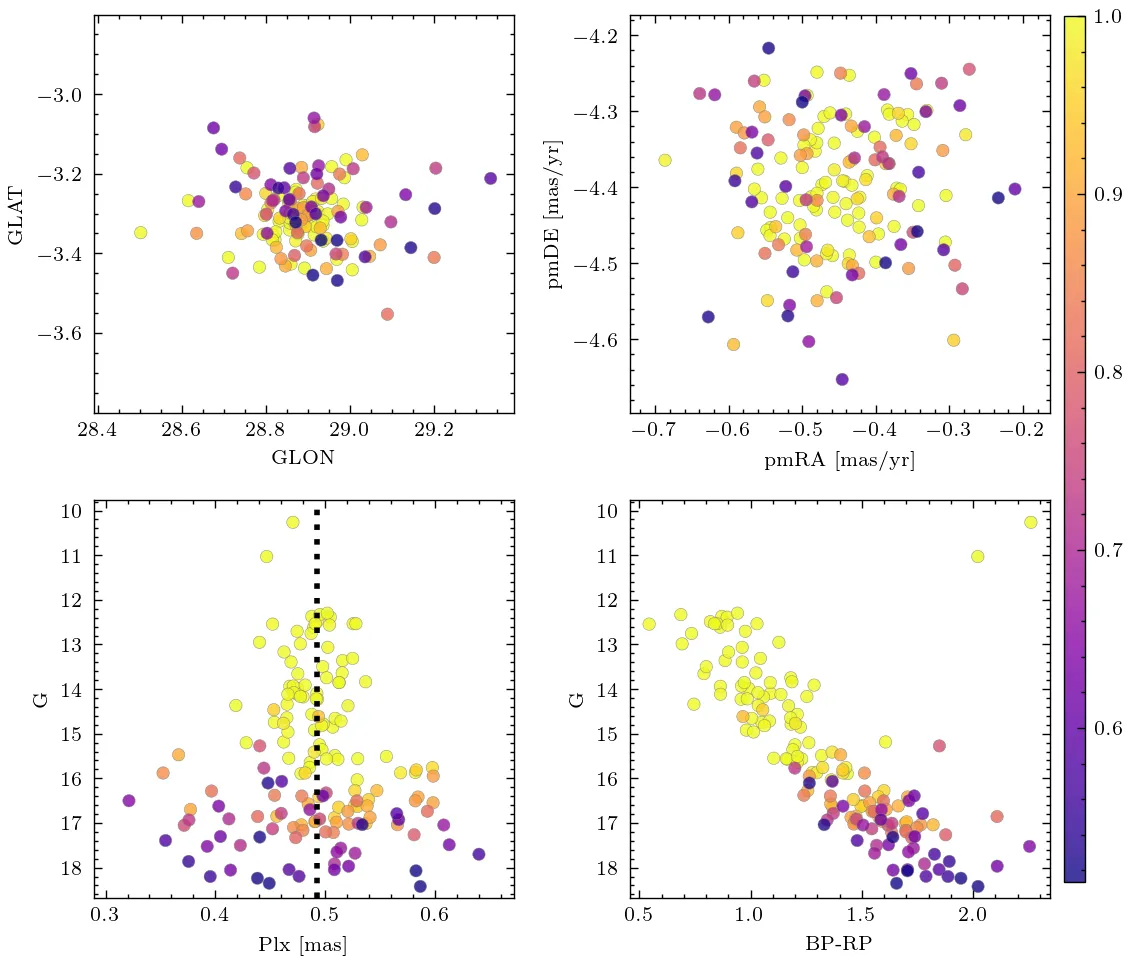 −3.0
−3.2
−3.4
−3.6
GLAT
28.4 28.6 28.8 29.0 29.2
GLON
−4.2
−4.3
−4.4
−4.5
−4.6
pmDE [mas/yr]
−0.7 −0.6 −0.5 −0.4 −0.3 −0.2
pmRA [mas/yr]
1.0
0.9
0.8
0.7
0.6
10
11
12
13
14
15
16
17
18
G
0.3 0.4 0.5 0.6
Plx [mas]
10
11
12
13
14
15
16
17
18
G
0.5 1.0 1.5 2.0
BP-RP